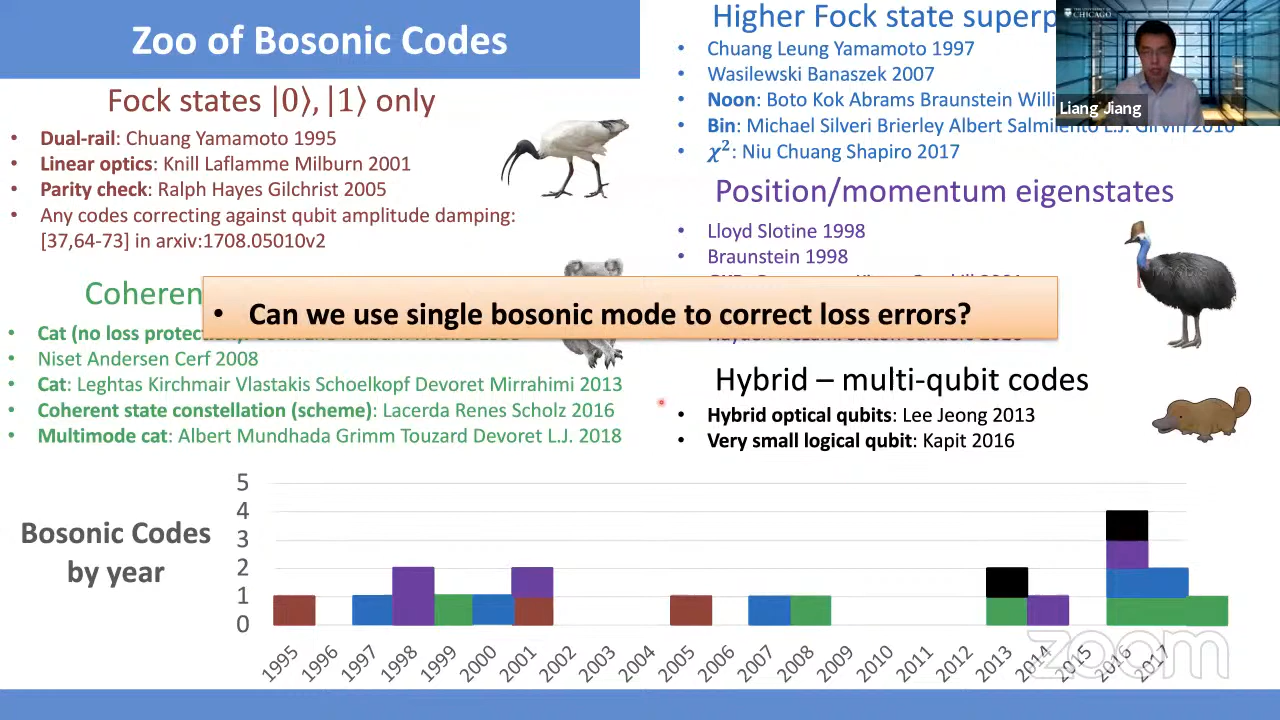 Zoo of Bosonic Codes
Fock states |0⟩, |1⟩ only
• Dual-rail: Chuang Yamamoto 1995
• Linear optics: Knill Laflamme Milburn 2001
• Parity check: Ralph Hayes Gilchrist 2005
• Any codes correcting against qubit amplitude damping:
[37,64-73] in arxiv:1708.05010v2
Coheren
• Cat (no loss protec
• Niset Andersen Cerf 2008
• Cat: Leghtas Kirchmair Vlastakis Schoelkopf Devoret Mirrahimi 2013
• Coherent state constellation (scheme): Lacerda Renes Scholz 2016
• Multimode cat: Albert Mundhada Grimm Touzard Devoret L.J. 2018
Higher Fock state superp
• Chuang Leung Yamamoto 1997
• Wasilewski Banaszek 2007
• Noon: Boto Kok Abrams Braunstein Willi
• Bin: Michael Silveri Brierley Albert Salmilehto L.J. Girvin 2016
• χ²: Niu Chuang Shapiro 2017
Position/momentum eigenstates
• Lloyd Slotine 1998
• Braunstein 1998
• Can we use single bosonic mode to correct loss errors?
Hybrid – multi-qubit codes
• Hybrid optical qubits: Lee Jeong 2013
• Very small logical qubit: Kapit 2016
THE UNIVERSITY OF
CHICAGO
Liang Jiang
Bosonic Codes
by year
5
4
3
2
1
0
1995 1996 1997 1998 1999 2000 2001 2002 2003 2004 2005 2006 2007 2008 2009 2010 2011 2012 2013 2014 2015 2016 2017
zoom